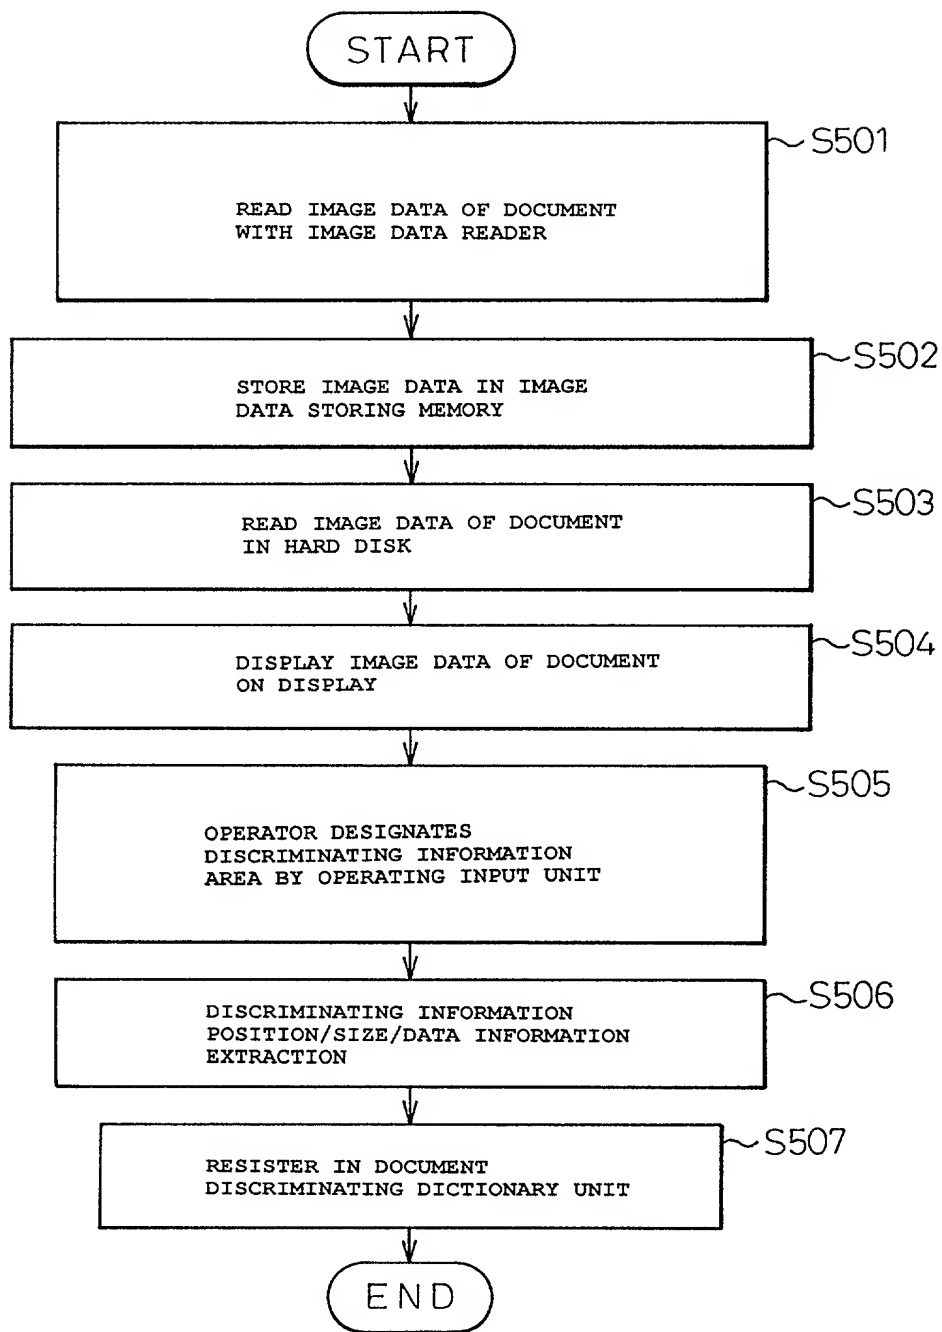 START
S501
READ IMAGE DATA OF DOCUMENT
WITH IMAGE DATA READER
S502
STORE IMAGE DATA IN IMAGE
DATA STORING MEMORY
S503
READ IMAGE DATA OF DOCUMENT
IN HARD DISK
S504
DISPLAY IMAGE DATA OF DOCUMENT
ON DISPLAY
S505
OPERATOR DESIGNATES
DISCRIMINATING INFORMATION
AREA BY OPERATING INPUT UNIT
S506
DISCRIMINATING INFORMATION
POSITION/SIZE/DATA INFORMATION
EXTRACTION
S507
RESISTER IN DOCUMENT
DISCRIMINATING DICTIONARY UNIT
END